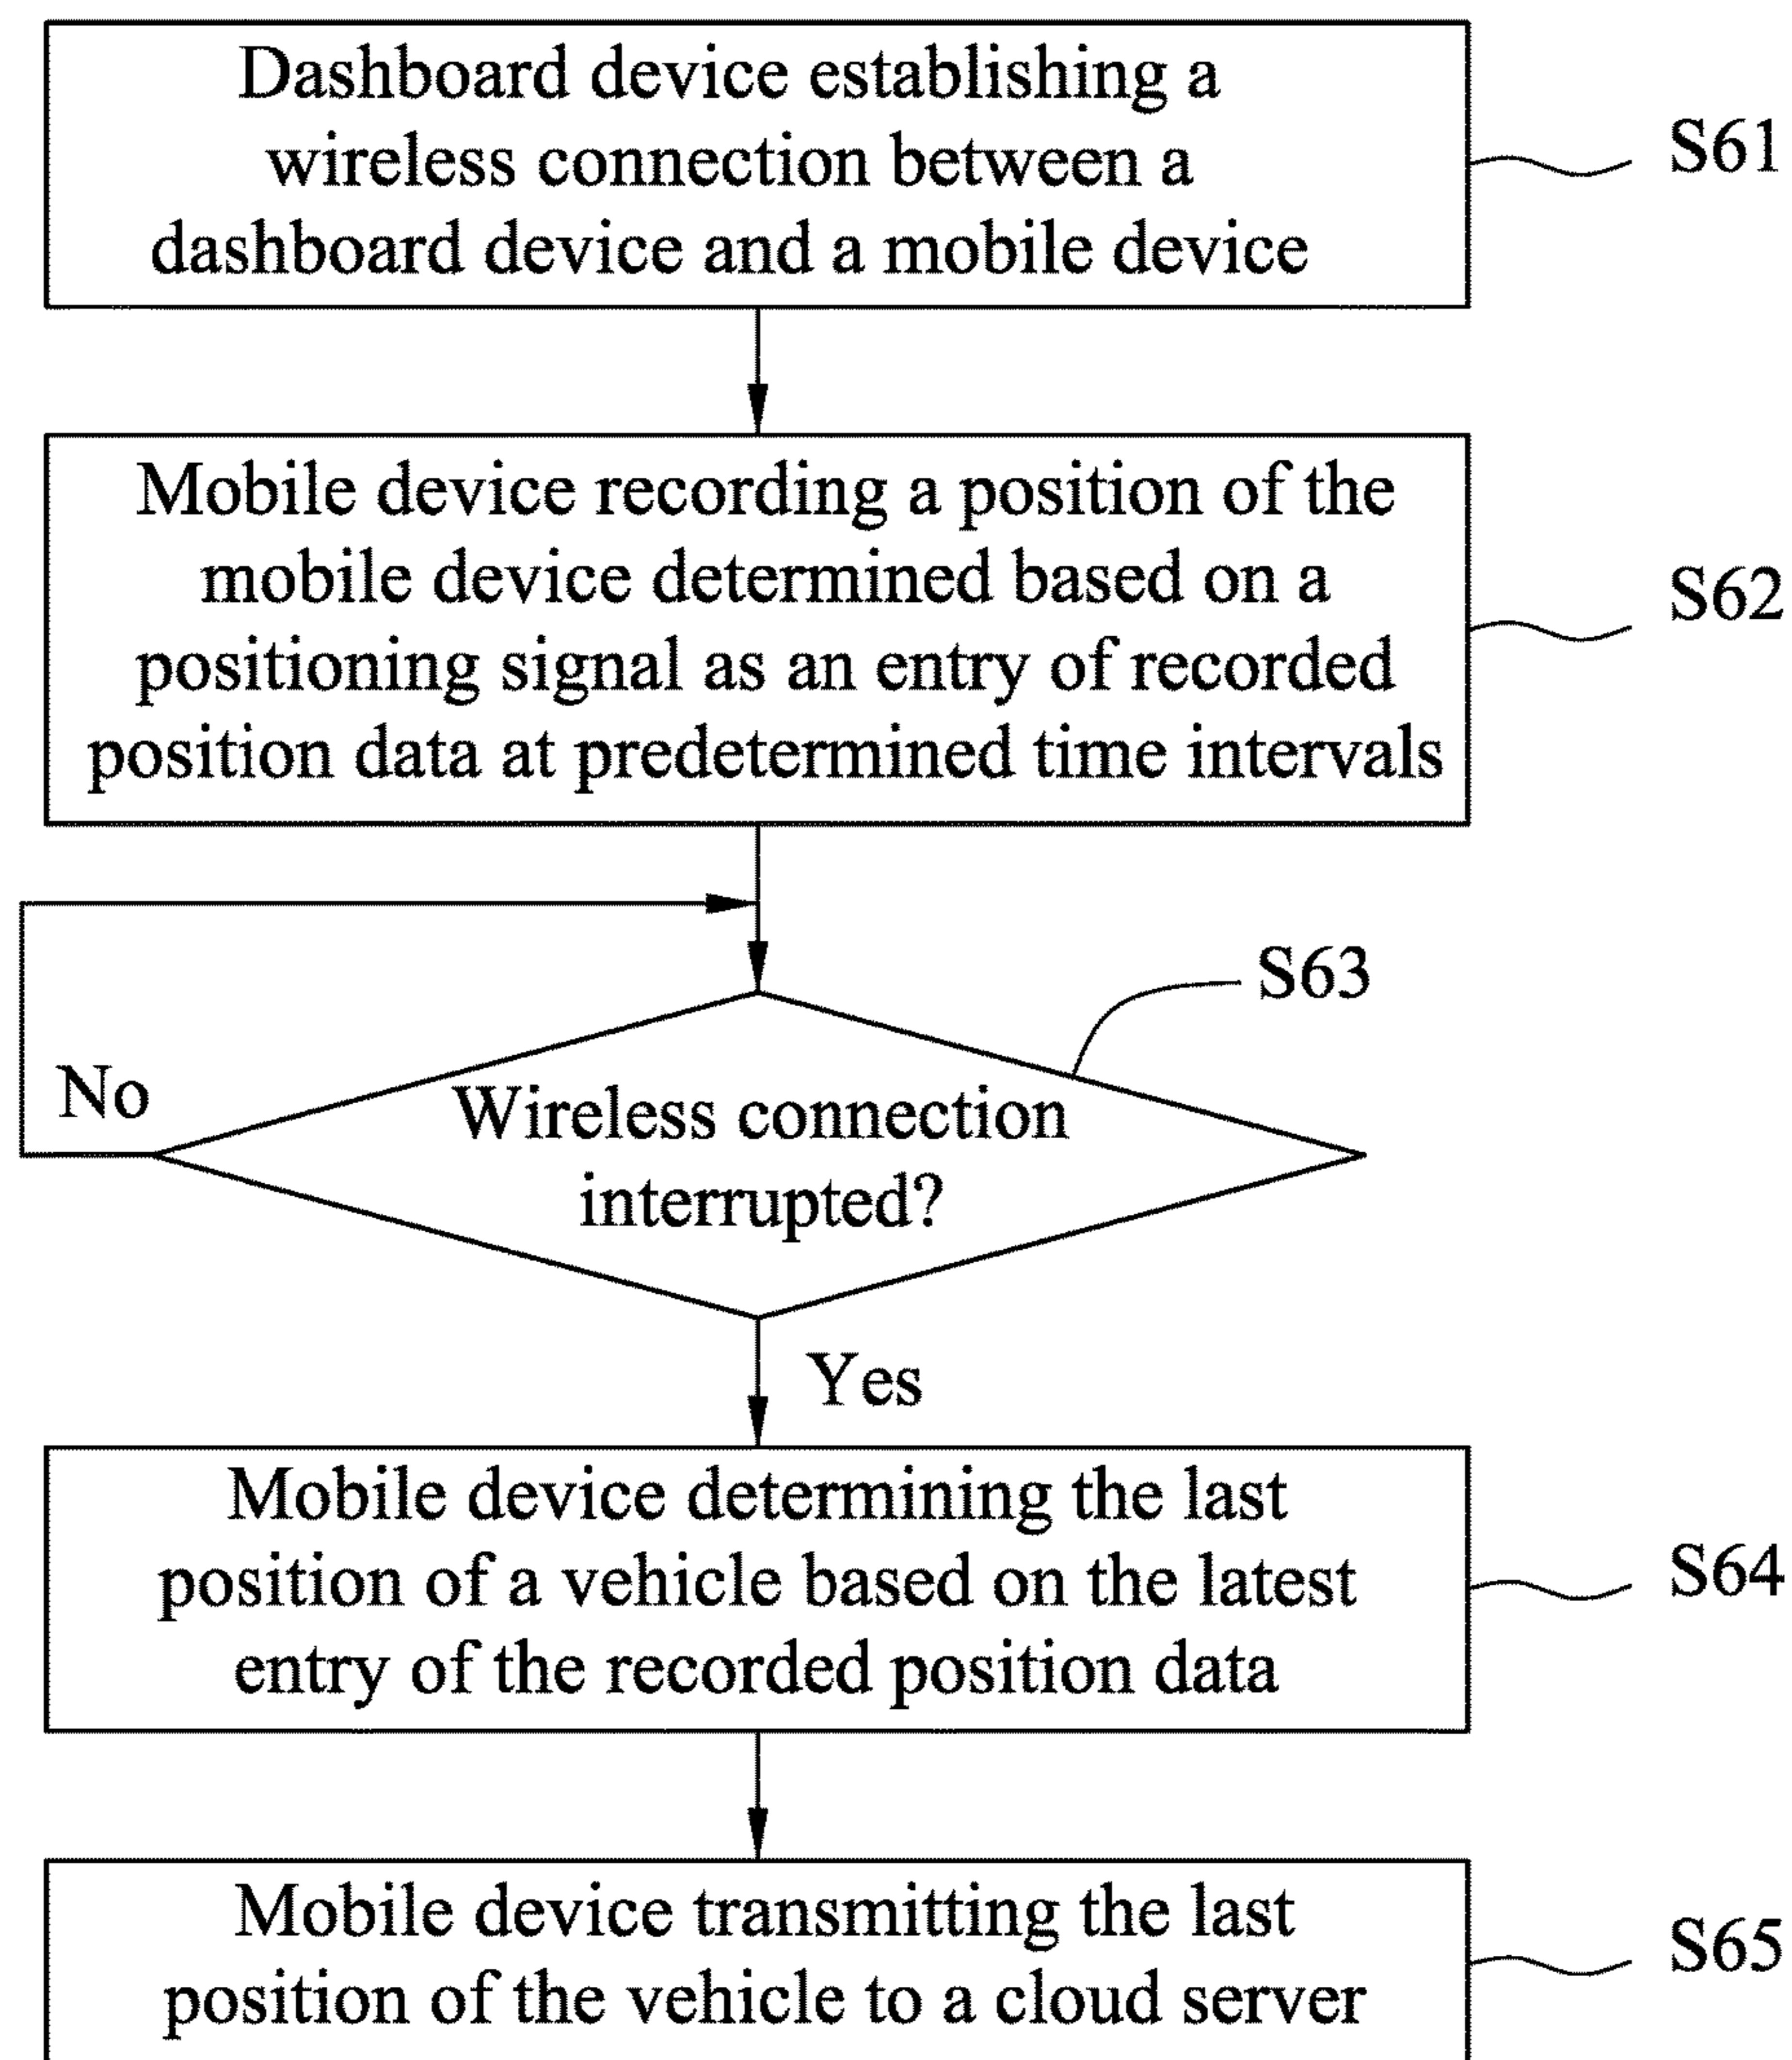 Dashboard device establishing a
wireless connection between a
dashboard device and a mobile device
S61
Mobile device recording a position of the
mobile device determined based on a
positioning signal as an entry of recorded
position data at predetermined time intervals
S62
S63
No
Wireless connection
interrupted?
Yes
Mobile device determining the last
position of a vehicle based on the latest
entry of the recorded position data
S64
Mobile device transmitting the last
position of the vehicle to a cloud server
S65